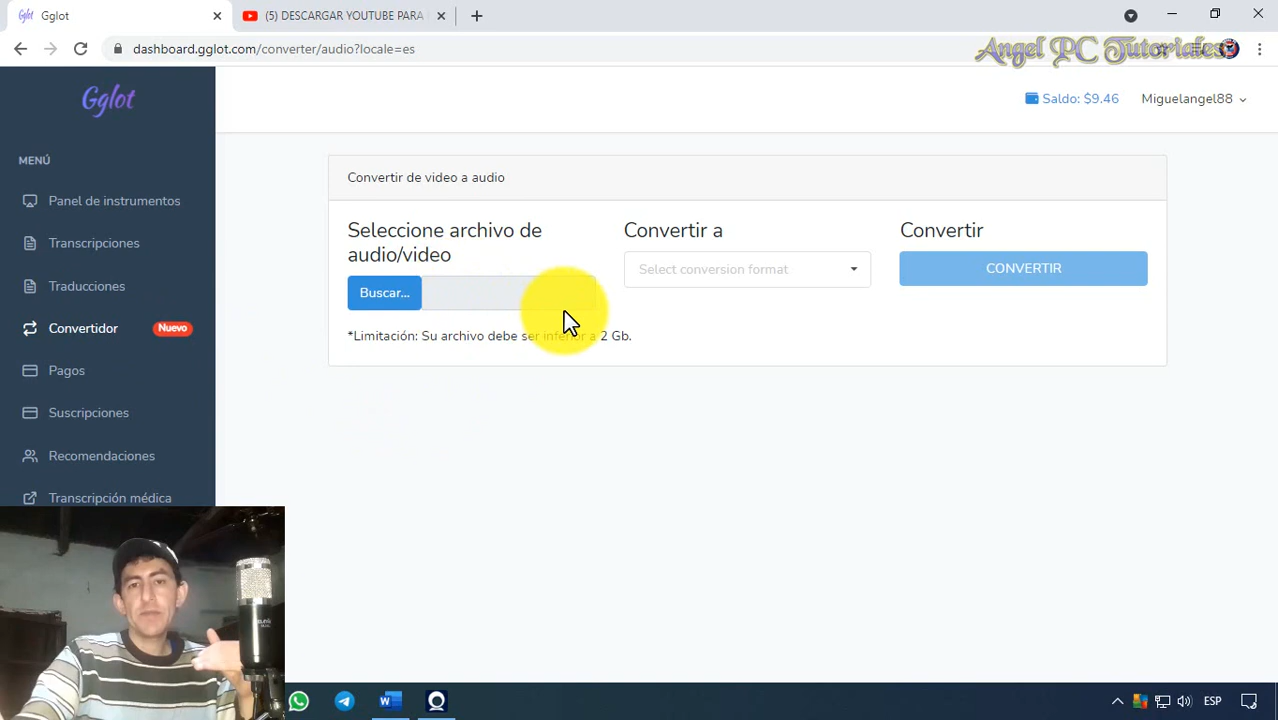 Gglot
(5) DESCARGAR YOUTUBE PARA
dashboard.gglot.com/converter/audio?locale=es
Angel PC Tutoriales
Gglot
Saldo: $9.46
Miguelangel88
MENÚ
Panel de instrumentos
Transcripciones
Traducciones
Convertidor
Nuevo
Pagos
Suscripciones
Recomendaciones
Transcripción médica
Convertir de video a audio
Seleccione archivo de
audio/video
Buscar...
*Limitación: Su archivo debe ser inferior a 2 Gb.
Convertir a
Select conversion format
Convertir
CONVERTIR
ESP